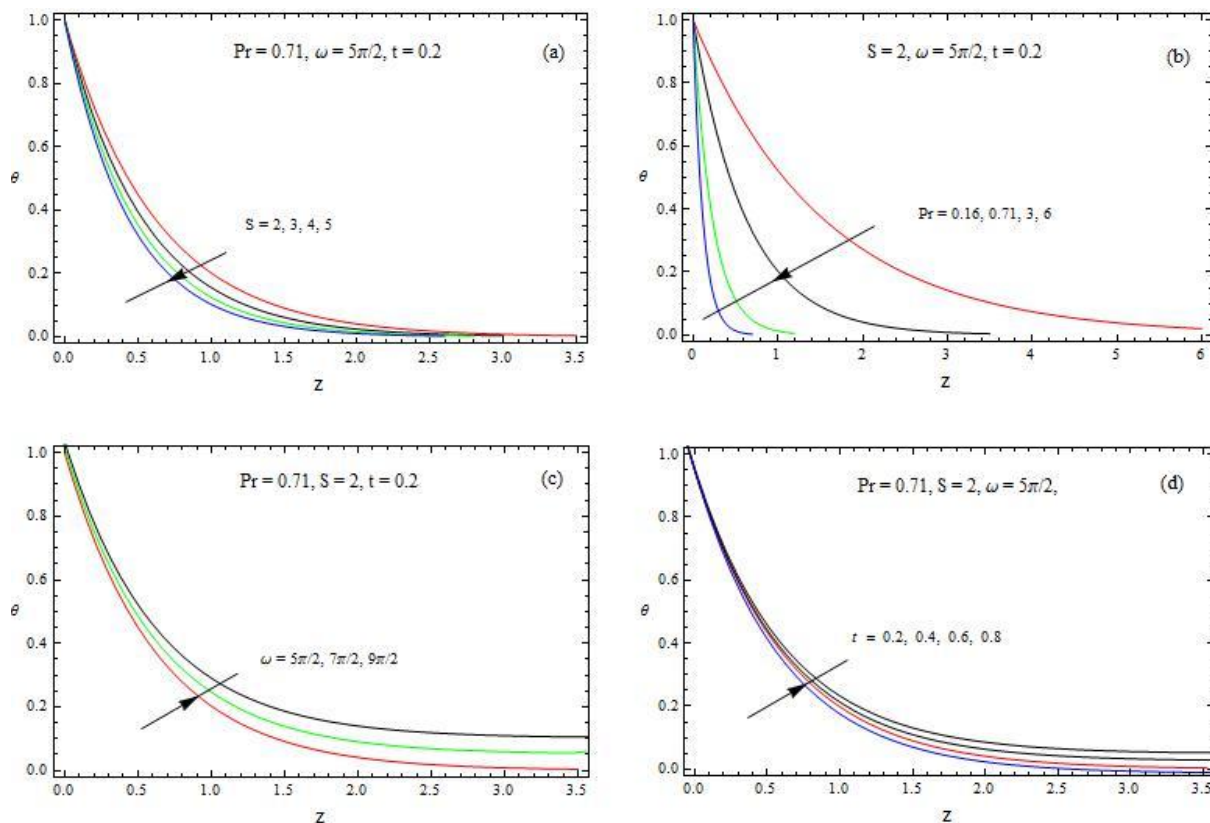 Pr = 0.71, ω = 5π/2, t = 0.2
(a)
S = 2, 3, 4, 5
1.0
0.8
0.6
0.4
0.2
0.0
θ
0.0 0.5 1.0 1.5 2.0 2.5 3.0 3.5
Z
S = 2, ω = 5π/2, t = 0.2
(b)
Pr = 0.16, 0.71, 3, 6
1.0
0.8
0.6
0.4
0.2
0.0
θ
0 1 2 3 4 5 6
Z
Pr = 0.71, S = 2, t = 0.2
(c)
ω = 5π/2, 7π/2, 9π/2
1.0
0.8
0.6
0.4
0.2
0.0
θ
0.0 0.5 1.0 1.5 2.0 2.5 3.0 3.5
Z
Pr = 0.71, S = 2, ω = 5π/2,
(d)
t = 0.2, 0.4, 0.6, 0.8
1.0
0.8
0.6
0.4
0.2
0.0
θ
0.0 0.5 1.0 1.5 2.0 2.5 3.0 3.5
Z